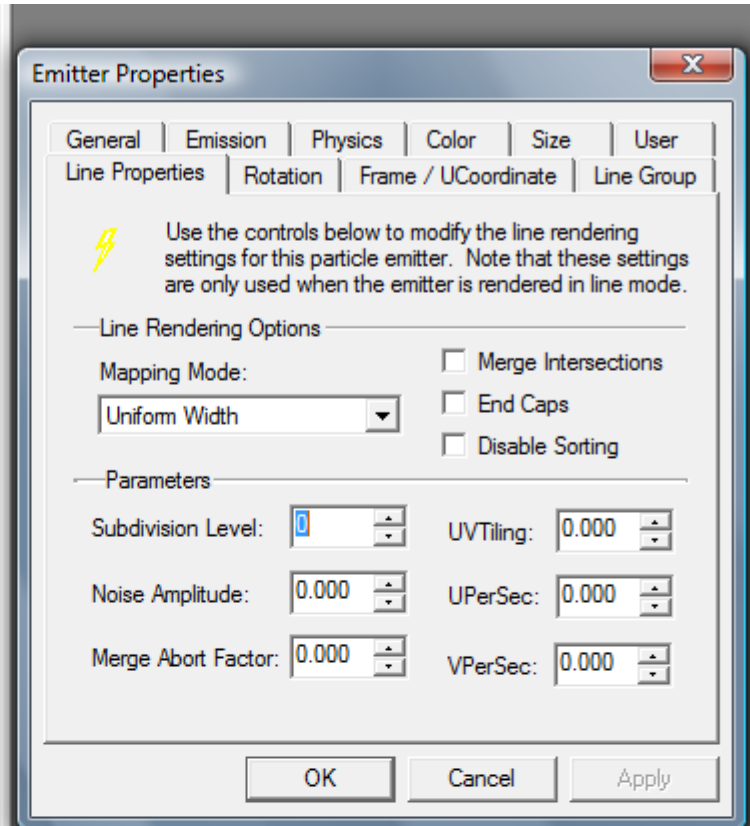 Emitter Properties
General Emission Physics Color Size User
Line Properties Rotation Frame / UCoordinate Line Group
Use the controls below to modify the line rendering
settings for this particle emitter. Note that these settings
are only used when the emitter is rendered in line mode.
Line Rendering Options
Mapping Mode:
Uniform Width
Merge Intersections
End Caps
Disable Sorting
Parameters
Subdivision Level: 0 UVTiling: 0.000
Noise Amplitude: 0.000 UPerSec: 0.000
Merge Abort Factor: 0.000 VPerSec: 0.000
OK Cancel Apply